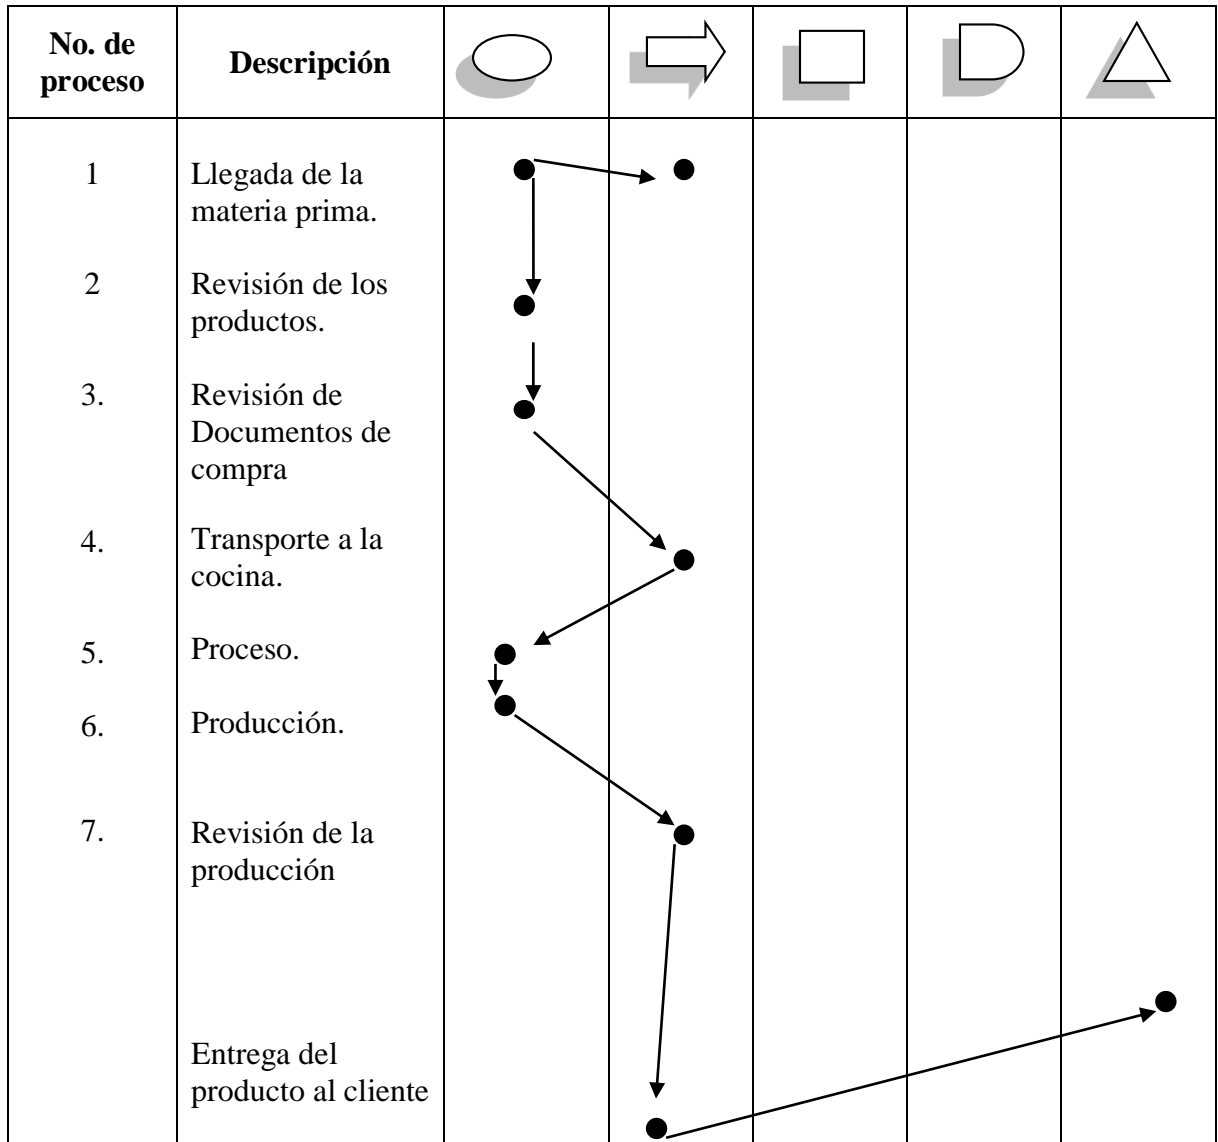 No. de
proceso
Descripción
1
Llegada de la
materia prima.
2
Revisión de los
productos.
3.
Revisión de
Documentos de
compra
4.
Transporte a la
cocina.
5.
Proceso.
6.
Producción.
7.
Revisión de la
producción
Entrega del
producto al cliente